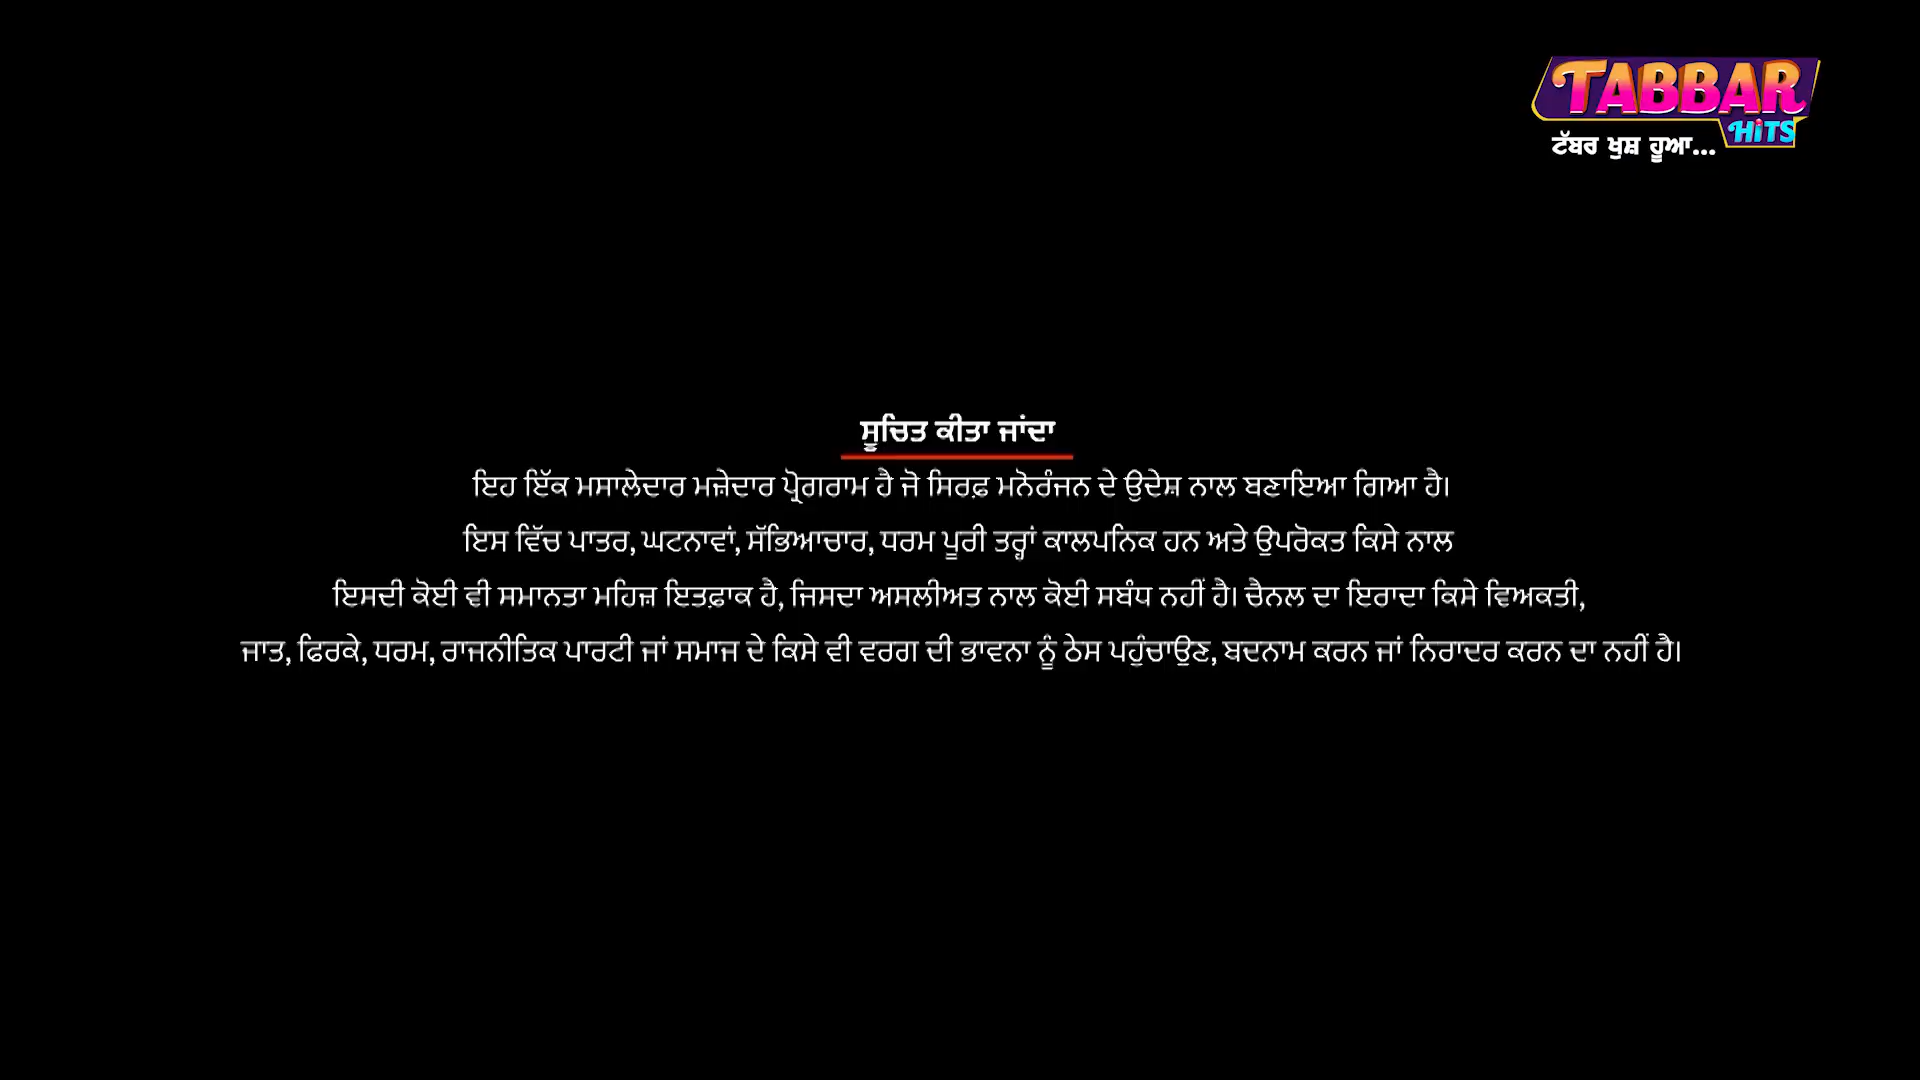 TABBAR
HiTS
ਟੱਬਰ ਖੁਸ਼ ਹੂਆ...
ਸੂਚਿਤ ਕੀਤਾ ਜਾਂਦਾ
ਇਹ ਇੱਕ ਮਸਾਲੇਦਾਰ ਮਜ਼ੇਦਾਰ ਪ੍ਰੋਗਰਾਮ ਹੈ ਜੋ ਸਿਰਫ਼ ਮਨੋਰੰਜਨ ਦੇ ਉਦੇਸ਼ ਨਾਲ ਬਣਾਇਆ ਗਿਆ ਹੈ।
ਇਸ ਵਿੱਚ ਪਾਤਰ, ਘਟਨਾਵਾਂ, ਸੱਭਿਆਚਾਰ, ਧਰਮ ਪੂਰੀ ਤਰ੍ਹਾਂ ਕਾਲਪਨਿਕ ਹਨ ਅਤੇ ਉਪਰੋਕਤ ਕਿਸੇ ਨਾਲ
ਇਸਦੀ ਕੋਈ ਵੀ ਸਮਾਨਤਾ ਮਹਿਜ਼ ਇਤਫ਼ਾਕ ਹੈ, ਜਿਸਦਾ ਅਸਲੀਅਤ ਨਾਲ ਕੋਈ ਸਬੰਧ ਨਹੀਂ ਹੈ। ਚੈਨਲ ਦਾ ਇਰਾਦਾ ਕਿਸੇ ਵਿਅਕਤੀ,
ਜਾਤ, ਫਿਰਕੇ, ਧਰਮ, ਰਾਜਨੀਤਿਕ ਪਾਰਟੀ ਜਾਂ ਸਮਾਜ ਦੇ ਕਿਸੇ ਵੀ ਵਰਗ ਦੀ ਭਾਵਨਾ ਨੂੰ ਠੇਸ ਪਹੁੰਚਾਉਣ, ਬਦਨਾਮ ਕਰਨ ਜਾਂ ਨਿਰਾਦਰ ਕਰਨ ਦਾ ਨਹੀਂ ਹੈ।